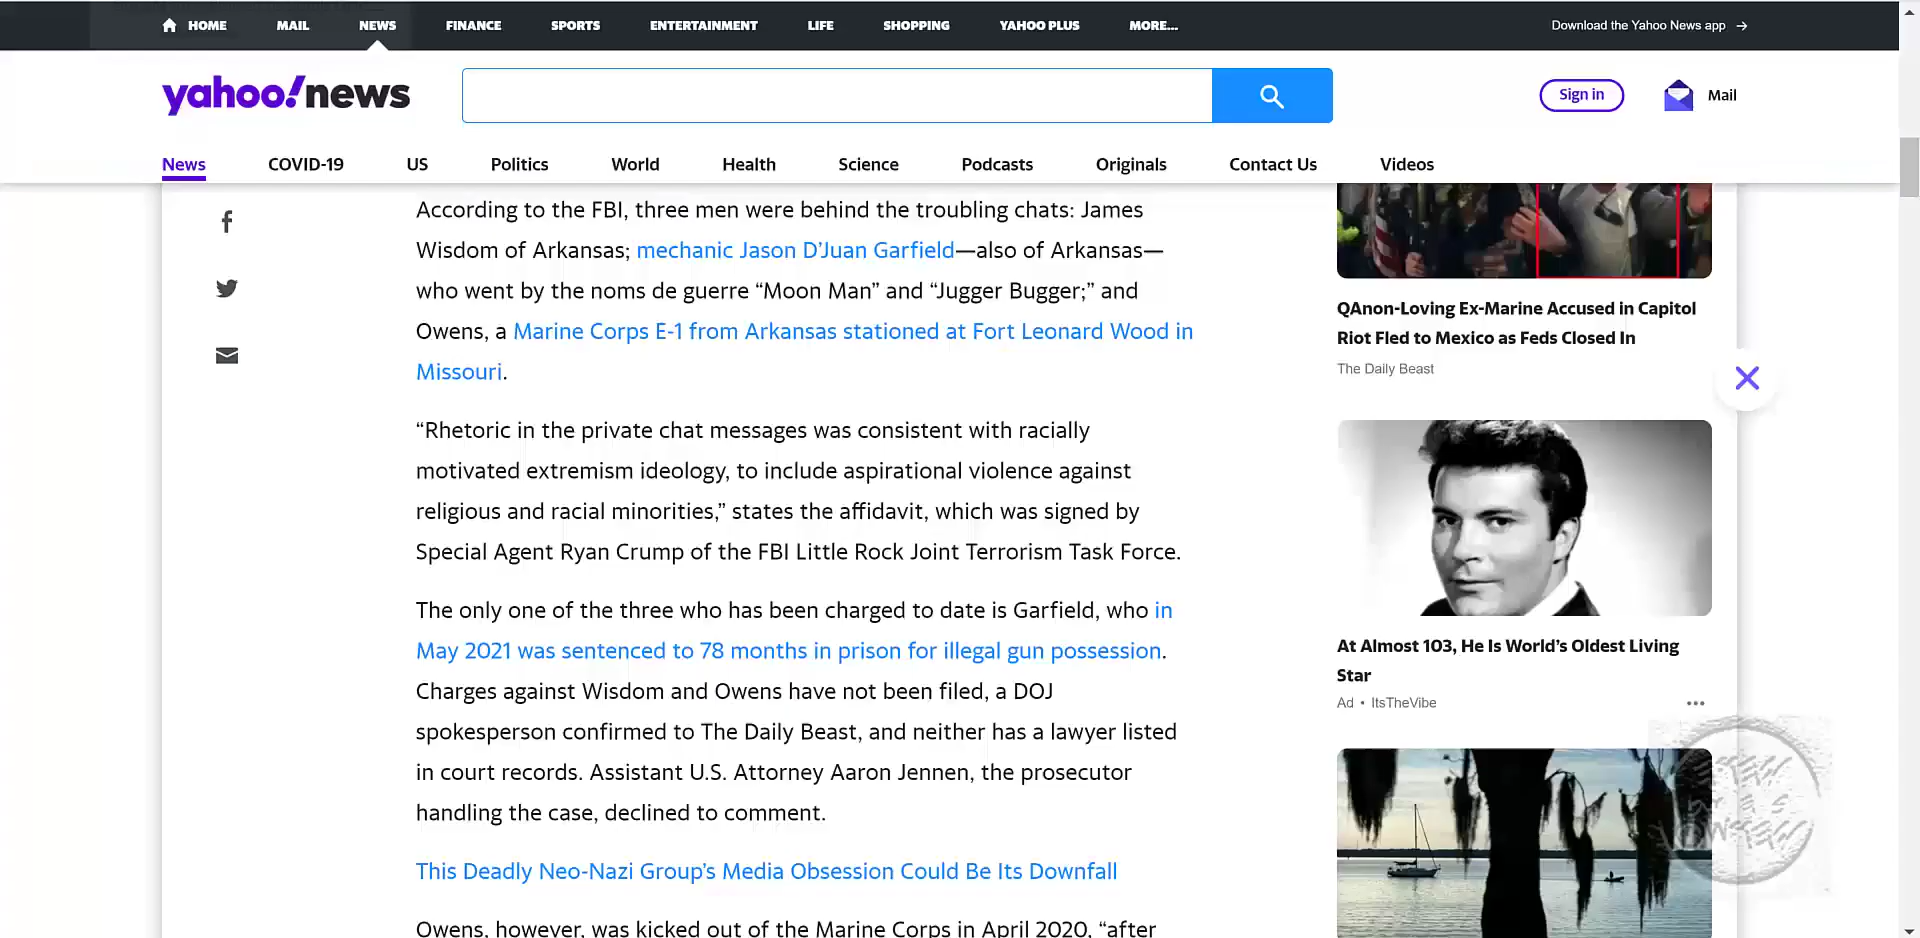 HOME MAIL NEWS FINANCE SPORTS ENTERTAINMENT LIFE SHOPPING YAHOO PLUS MORE... Download the Yahoo News app →
yahoo!news
Sign in
Mail
News COVID-19 US Politics World Health Science Podcasts Originals Contact Us Videos
According to the FBI, three men were behind the troubling chats: James
Wisdom of Arkansas; mechanic Jason D’Juan Garfield—also of Arkansas—
who went by the noms de guerre “Moon Man” and “Jugger Bugger;” and
Owens, a Marine Corps E-1 from Arkansas stationed at Fort Leonard Wood in
Missouri.
“Rhetoric in the private chat messages was consistent with racially
motivated extremism ideology, to include aspirational violence against
religious and racial minorities,” states the affidavit, which was signed by
Special Agent Ryan Crump of the FBI Little Rock Joint Terrorism Task Force.
The only one of the three who has been charged to date is Garfield, who in
May 2021 was sentenced to 78 months in prison for illegal gun possession.
Charges against Wisdom and Owens have not been filed, a DOJ
spokesperson confirmed to The Daily Beast, and neither has a lawyer listed
in court records. Assistant U.S. Attorney Aaron Jennen, the prosecutor
handling the case, declined to comment.
This Deadly Neo-Nazi Group’s Media Obsession Could Be Its Downfall
Owens, however, was kicked out of the Marine Corps in April 2020, “after
QAnon-Loving Ex-Marine Accused in Capitol
Riot Fled to Mexico as Feds Closed In
The Daily Beast
At Almost 103, He Is World’s Oldest Living
Star
Ad • ItsTheVibe